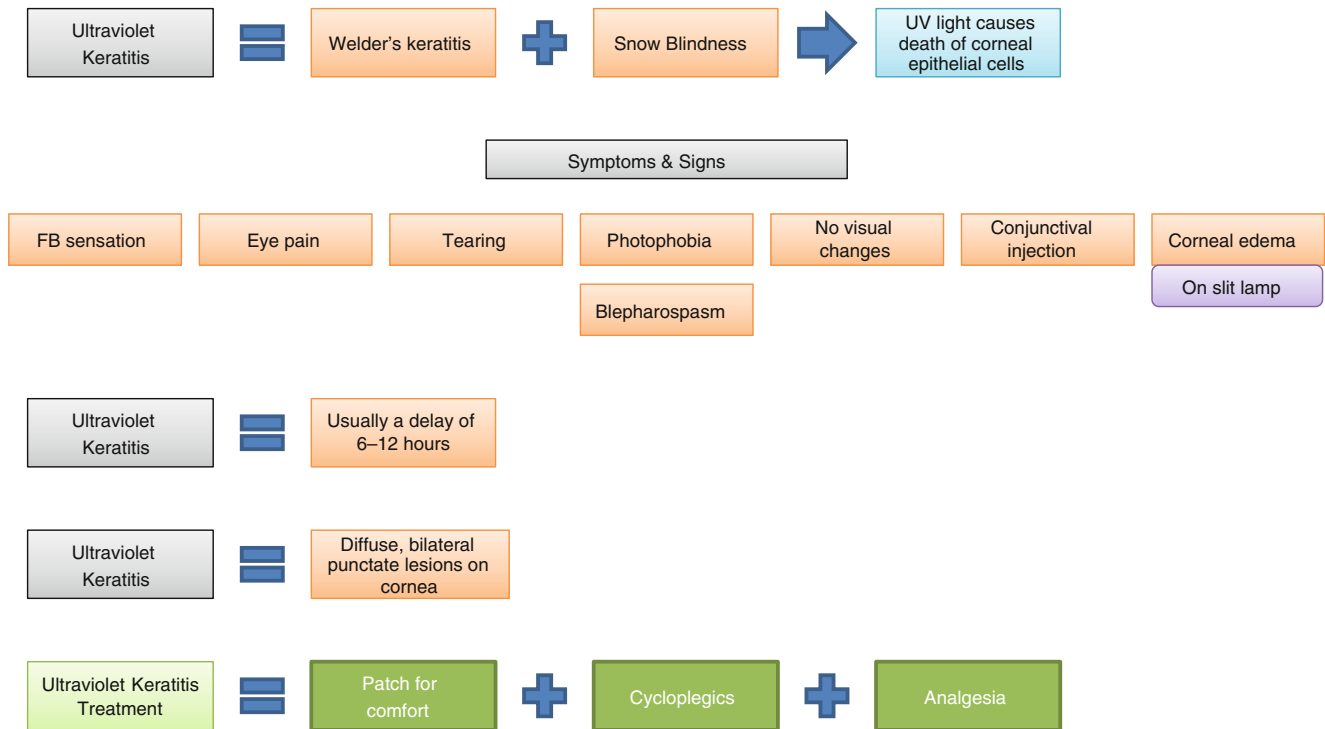 Ultraviolet
Keratitis
Welder's keratitis
Snow Blindness
UV light causes
death of corneal
epithelial cells
Symptoms & Signs
FB sensation
Eye pain
Tearing
Photophobia
No visual
changes
Conjunctival
injection
Corneal edema
On slit lamp
Blepharospasm
Ultraviolet
Keratitis
Usually a delay of
6–12 hours
Ultraviolet
Keratitis
Diffuse, bilateral
punctate lesions on
cornea
Ultraviolet Keratitis
Treatment
Patch for
comfort
Cycloplegics
Analgesia